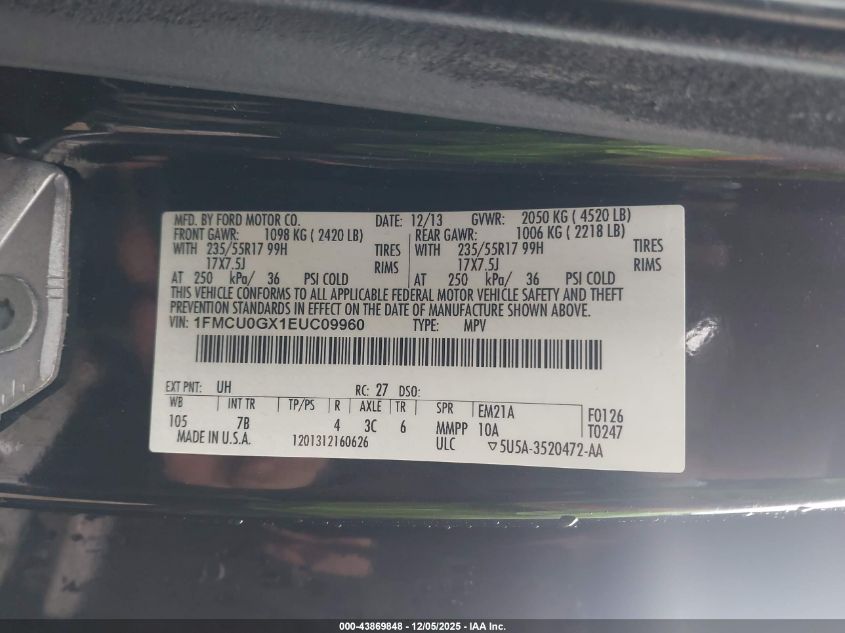 MFD. BY FORD MOTOR CO. DATE: 12/13 GVWR: 2050 KG ( 4520 LB)
FRONT GAWR: 1098 KG ( 2420 LB) REAR GAWR: 1006 KG ( 2218 LB)
WITH 235/55R17 99H TIRES WITH 235/55R17 99H TIRES
17X7.5J RIMS 17X7.5J RIMS
AT 250 kPa/ 36 PSI COLD AT 250 kPa/ 36 PSI COLD
THIS VEHICLE CONFORMS TO ALL APPLICABLE FEDERAL MOTOR VEHICLE SAFETY AND THEFT
PREVENTION STANDARDS IN EFFECT ON THE DATE OF MANUFACTURE SHOWN ABOVE.
VIN: 1FMCU0GX1EUC09960 TYPE: MPV
EXT PNT: UH RC: 27 DSO:
WB INT TR TP/PS R AXLE TR SPR EM21A F0126
105 7B 4 3C 6 MMPP 10A T0247
MADE IN U.S.A. 1201312160626 ULC ▽5U5A-3520472-AA
000-43869848 - 12/05/2025 - IAA Inc.